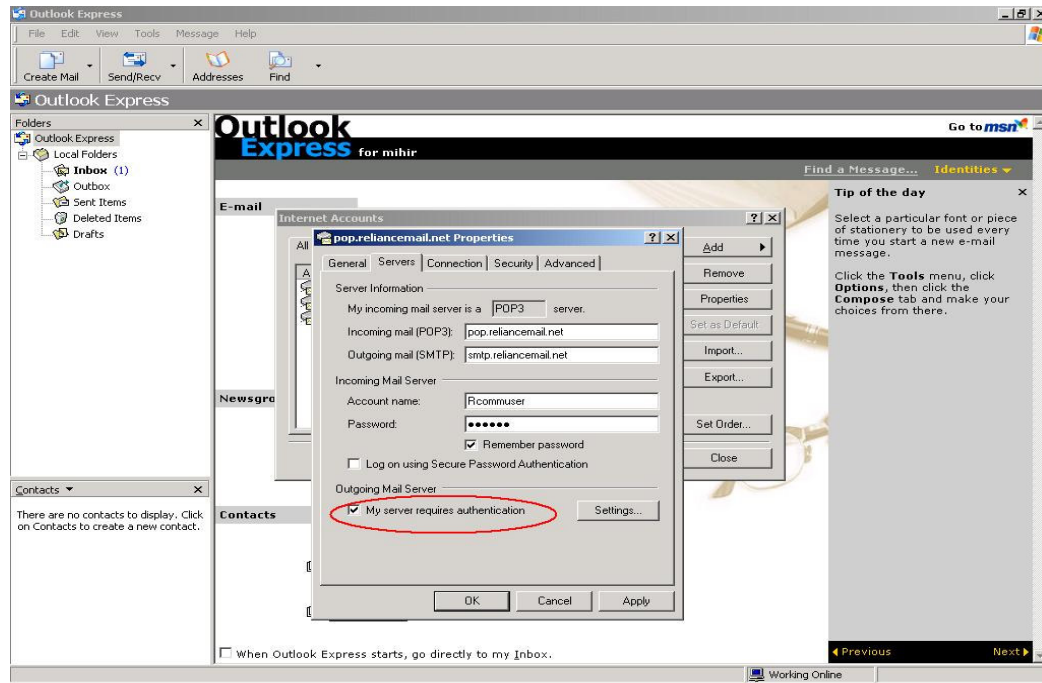 Outlook Express
File Edit View Tools Message Help
Create Mail Send/Recv Addresses Find
Outlook Express
Folders
Outlook Express
Local Folders
Inbox (1)
Outbox
Sent Items
Deleted Items
Drafts
Contacts
There are no contacts to display. Click
on Contacts to create a new contact.
Outlook
Express for mihir
Go to msn
Find a Message... Identities
E-mail
Newsgro
Contacts
When Outlook Express starts, go directly to my Inbox.
Internet Accounts
All
A
Add
Remove
Properties
Set as Default
Import...
Export...
Set Order...
Close
pop.reliancemail.net Properties
General Servers Connection Security Advanced
Server Information
My incoming mail server is a POP3 server.
Incoming mail (POP3): pop.reliancemail.net
Outgoing mail (SMTP): smtp.reliancemail.net
Incoming Mail Server
Account name: Rcommuser
Password: ●●●●●●
Remember password
Log on using Secure Password Authentication
Outgoing Mail Server
My server requires authentication Settings...
OK Cancel Apply
Tip of the day
Select a particular font or piece
of stationery to be used every
time you start a new e-mail
message.
Click the Tools menu, click
Options, then click the
Compose tab and make your
choices from there.
Previous Next
Working Online